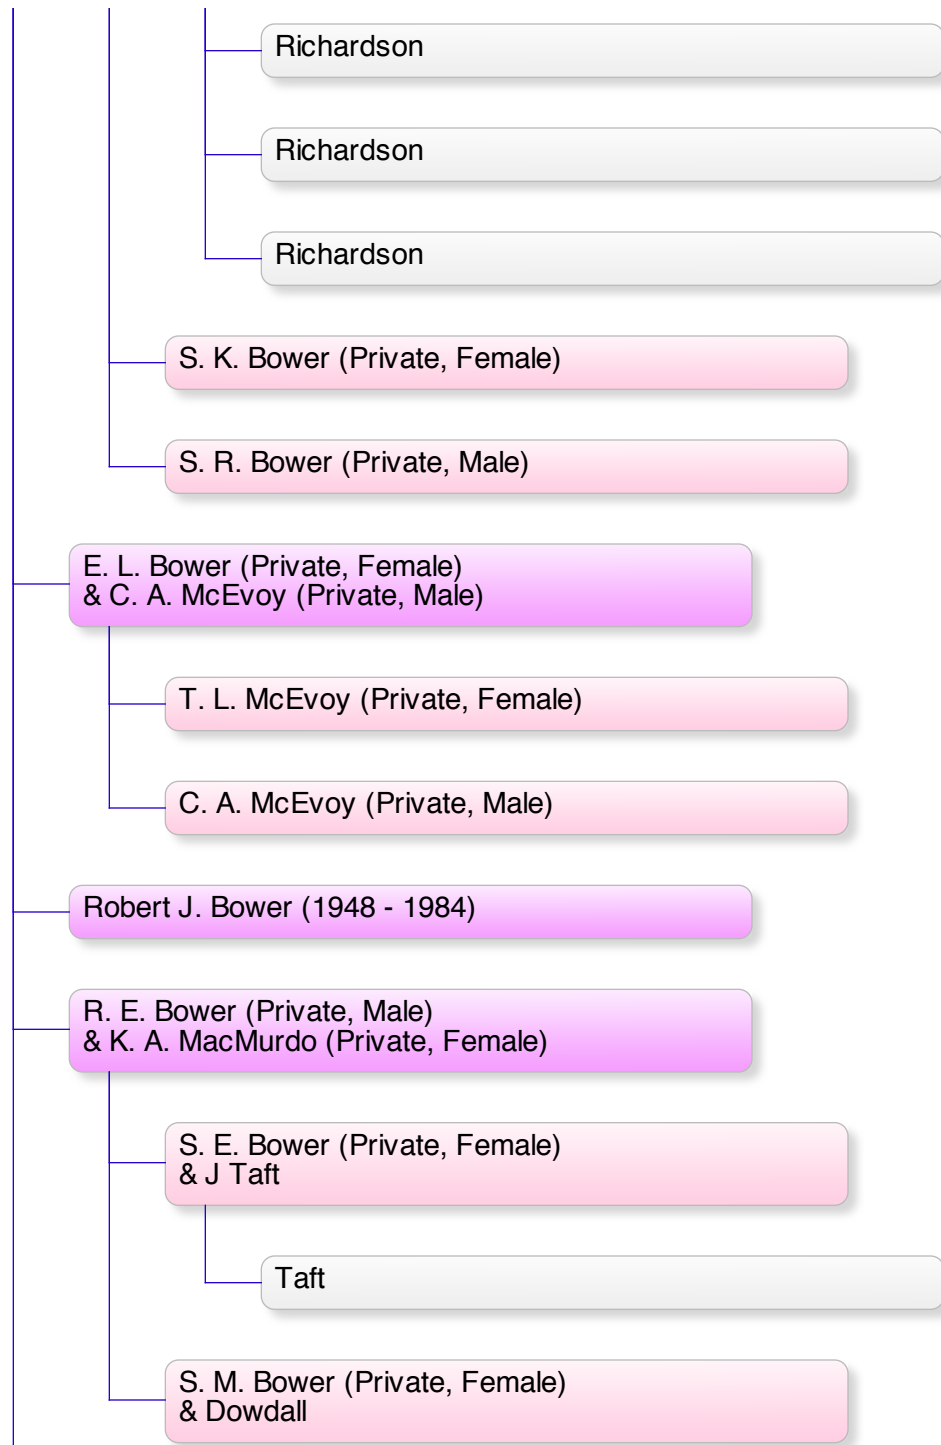 Richardson
Richardson
Richardson
S. K. Bower (Private, Female)
S. R. Bower (Private, Male)
E. L. Bower (Private, Female)
& C. A. McEvoy (Private, Male)
T. L. McEvoy (Private, Female)
C. A. McEvoy (Private, Male)
Robert J. Bower (1948 - 1984)
R. E. Bower (Private, Male)
& K. A. MacMurdo (Private, Female)
S. E. Bower (Private, Female)
& J Taft
Taft
S. M. Bower (Private, Female)
& Dowdall